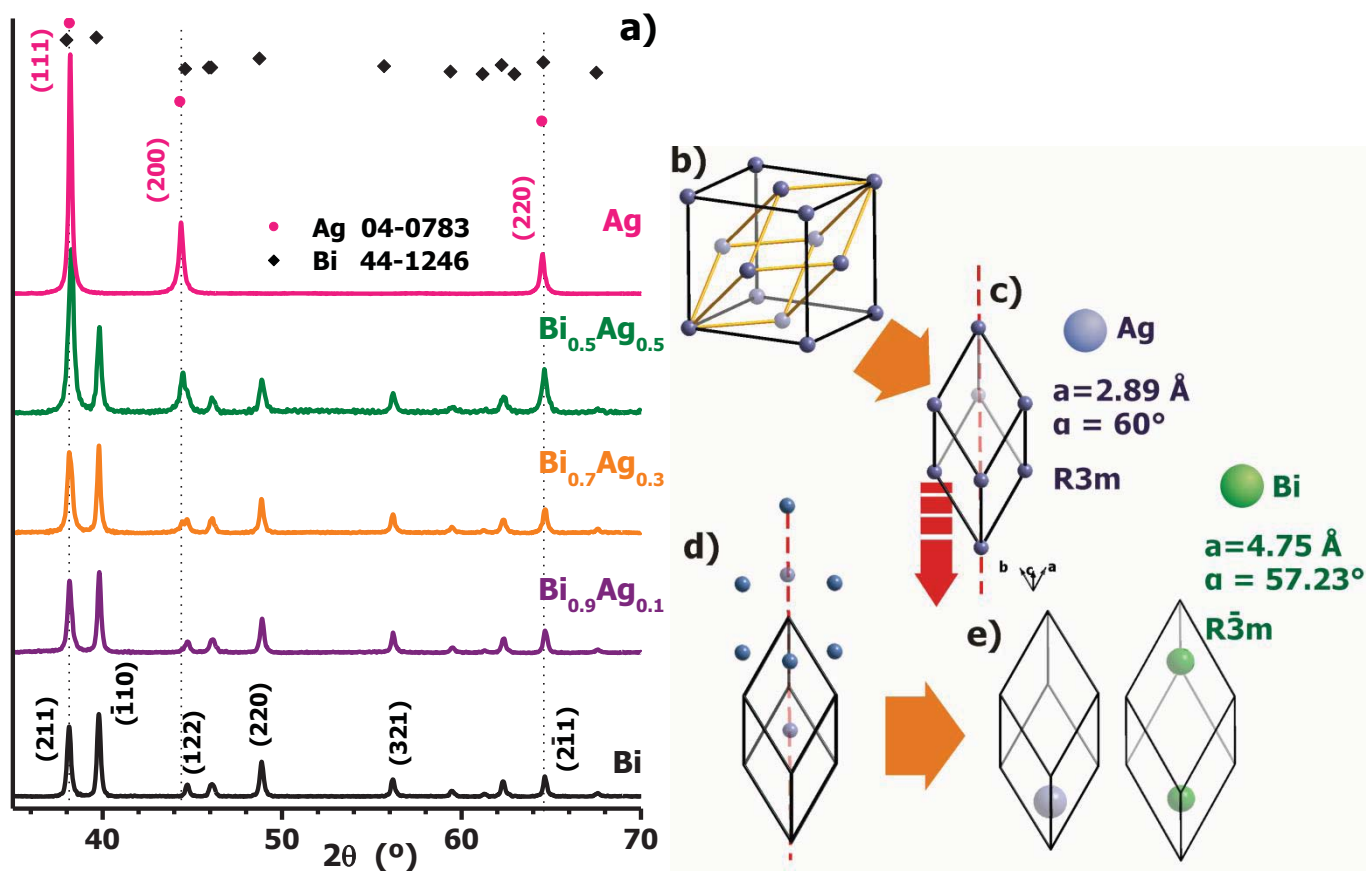 a)
(111)
(200)
(220)
Ag 04-0783
Bi 44-1246
Ag
Bi₀.₅Ag₀.₅
Bi₀.₇Ag₀.₃
Bi₀.₉Ag₀.₁
(211)
(1̄10)
(122)
(220)
(321)
(2̄11)
Bi
40
50
60
70
2θ (º)
b)
c)
Ag
a=2.89 Å
α = 60°
R3m
d)
b
c
a
e)
Bi
a=4.75 Å
α = 57.23°
R3̄m